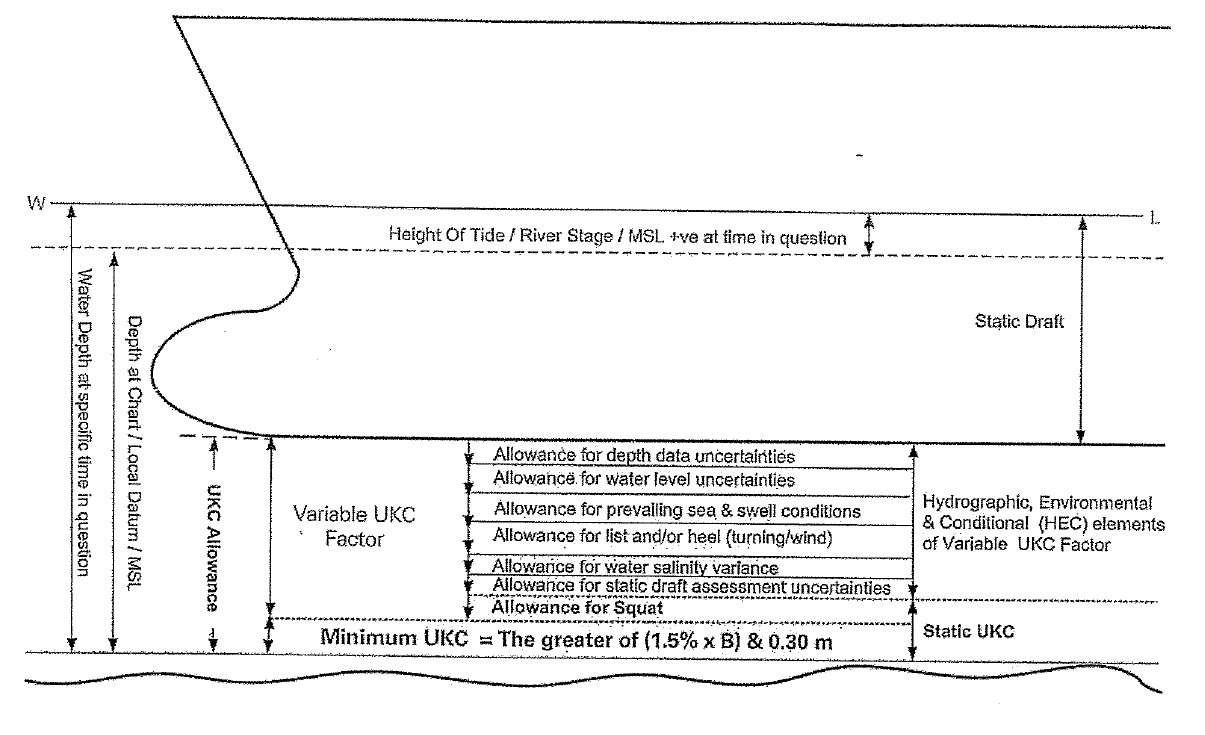 W
L
Height Of Tide / River Stage / MSL +ve at time in question
Water Depth at specific time in question
Depth at Chart / Local Datum / MSL
Static Draft
UKC Allowance
Variable UKC
Factor
Allowance for depth data uncertainties
Allowance for water level uncertainties
Allowance for prevailing sea & swell conditions
Allowance for list and/or heel (turning/wind)
Allowance for water salinity variance
Allowance for static draft assessment uncertainties
Allowance for Squat
Hydrographic, Environmental
& Conditional (HEC) elements
of Variable UKC Factor
Static UKC
Minimum UKC = The greater of (1.5% x B) & 0.30 m